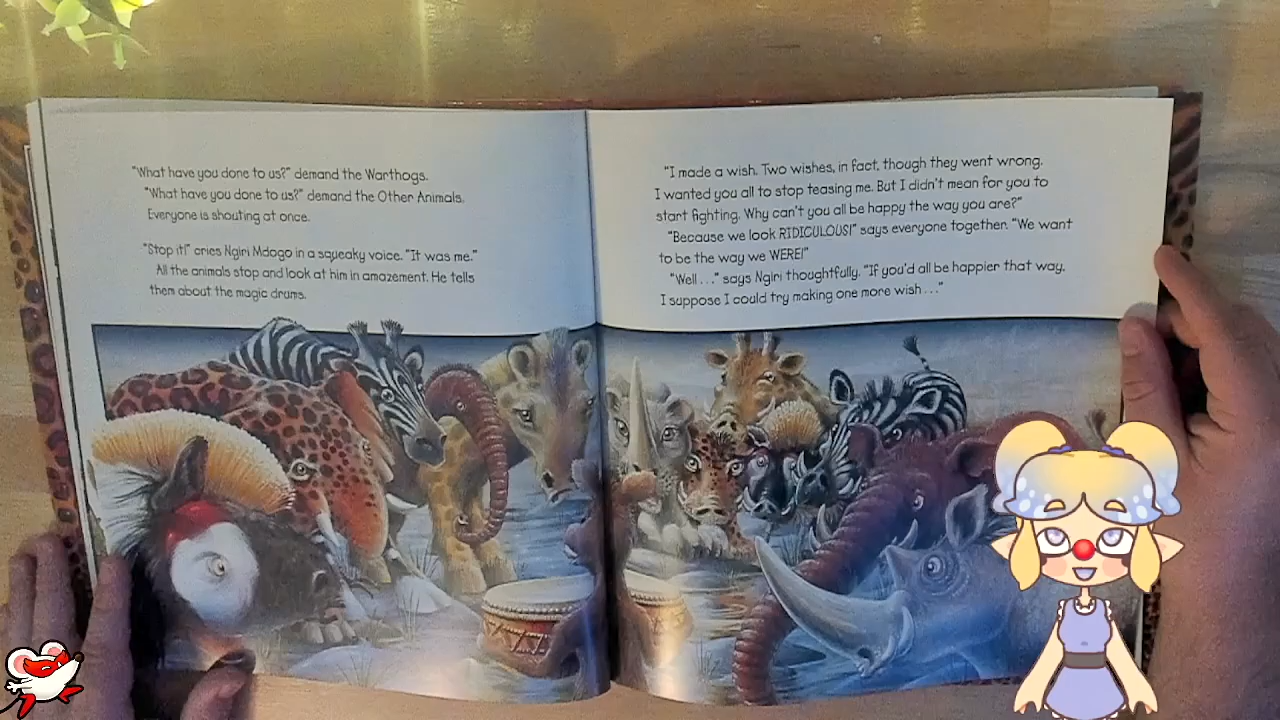 "What have you done to us?" demand the Warthogs.
"What have you done to us?" demand the Other Animals.
Everyone is shouting at once.
"Stop it!" cries Ngiri Mdogo in a squeaky voice. "It was me."
All the animals stop and look at him in amazement. He tells
them about the magic drums.
"I made a wish. Two wishes, in fact, though they went wrong.
I wanted you all to stop teasing me. But I didn't mean for you to
start fighting. Why can't you all be happy the way you are?"
"Because we look RIDICULOUS!" says everyone together. "We want
to be the way we WERE!"
"Well . . ." says Ngiri thoughtfully. "If you'd all be happier that way,
I suppose I could try making one more wish . . ."